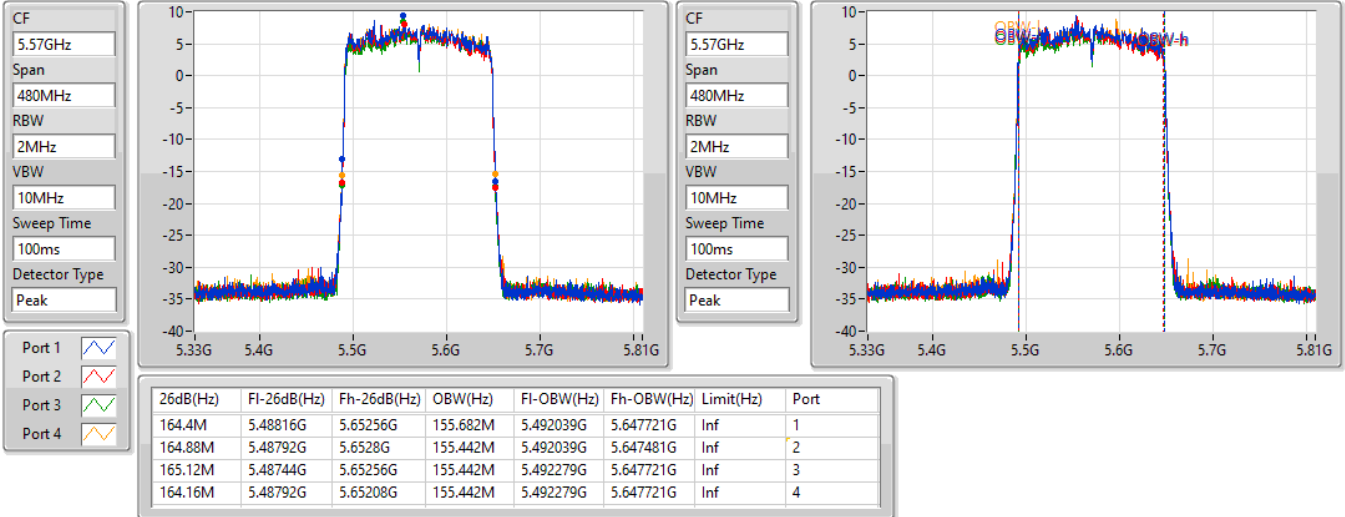 CF
5.57GHz
Span
480MHz
RBW
2MHz
VBW
10MHz
Sweep Time
100ms
Detector Type
Peak
10
5
0
-5
-10
-15
-20
-25
-30
-35
-40
5.33G 5.4G 5.5G 5.6G 5.7G 5.81G
CF
5.57GHz
Span
480MHz
RBW
2MHz
VBW
10MHz
Sweep Time
100ms
Detector Type
Peak
10
5
0
-5
-10
-15
-20
-25
-30
-35
-40
OBW-h
5.33G 5.4G 5.5G 5.6G 5.7G 5.81G
Port 1
Port 2
Port 3
Port 4
26dB(Hz) Fl-26dB(Hz) Fh-26dB(Hz) OBW(Hz) Fl-OBW(Hz) Fh-OBW(Hz) Limit(Hz) Port
164.4M 5.48816G 5.65256G 155.682M 5.492039G 5.647721G Inf 1
164.88M 5.48792G 5.6528G 155.442M 5.492039G 5.647481G Inf 2
165.12M 5.48744G 5.65256G 155.442M 5.492279G 5.647721G Inf 3
164.16M 5.48792G 5.65208G 155.442M 5.492279G 5.647721G Inf 4